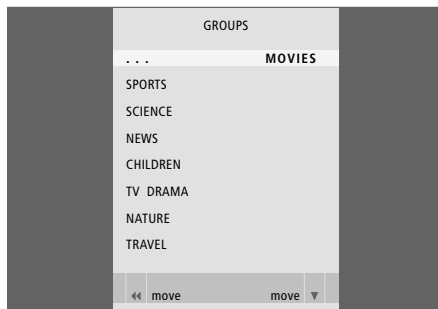 GROUPS
. . . MOVIES
SPORTS
SCIENCE
NEWS
CHILDREN
TV DRAMA
NATURE
TRAVEL
move move